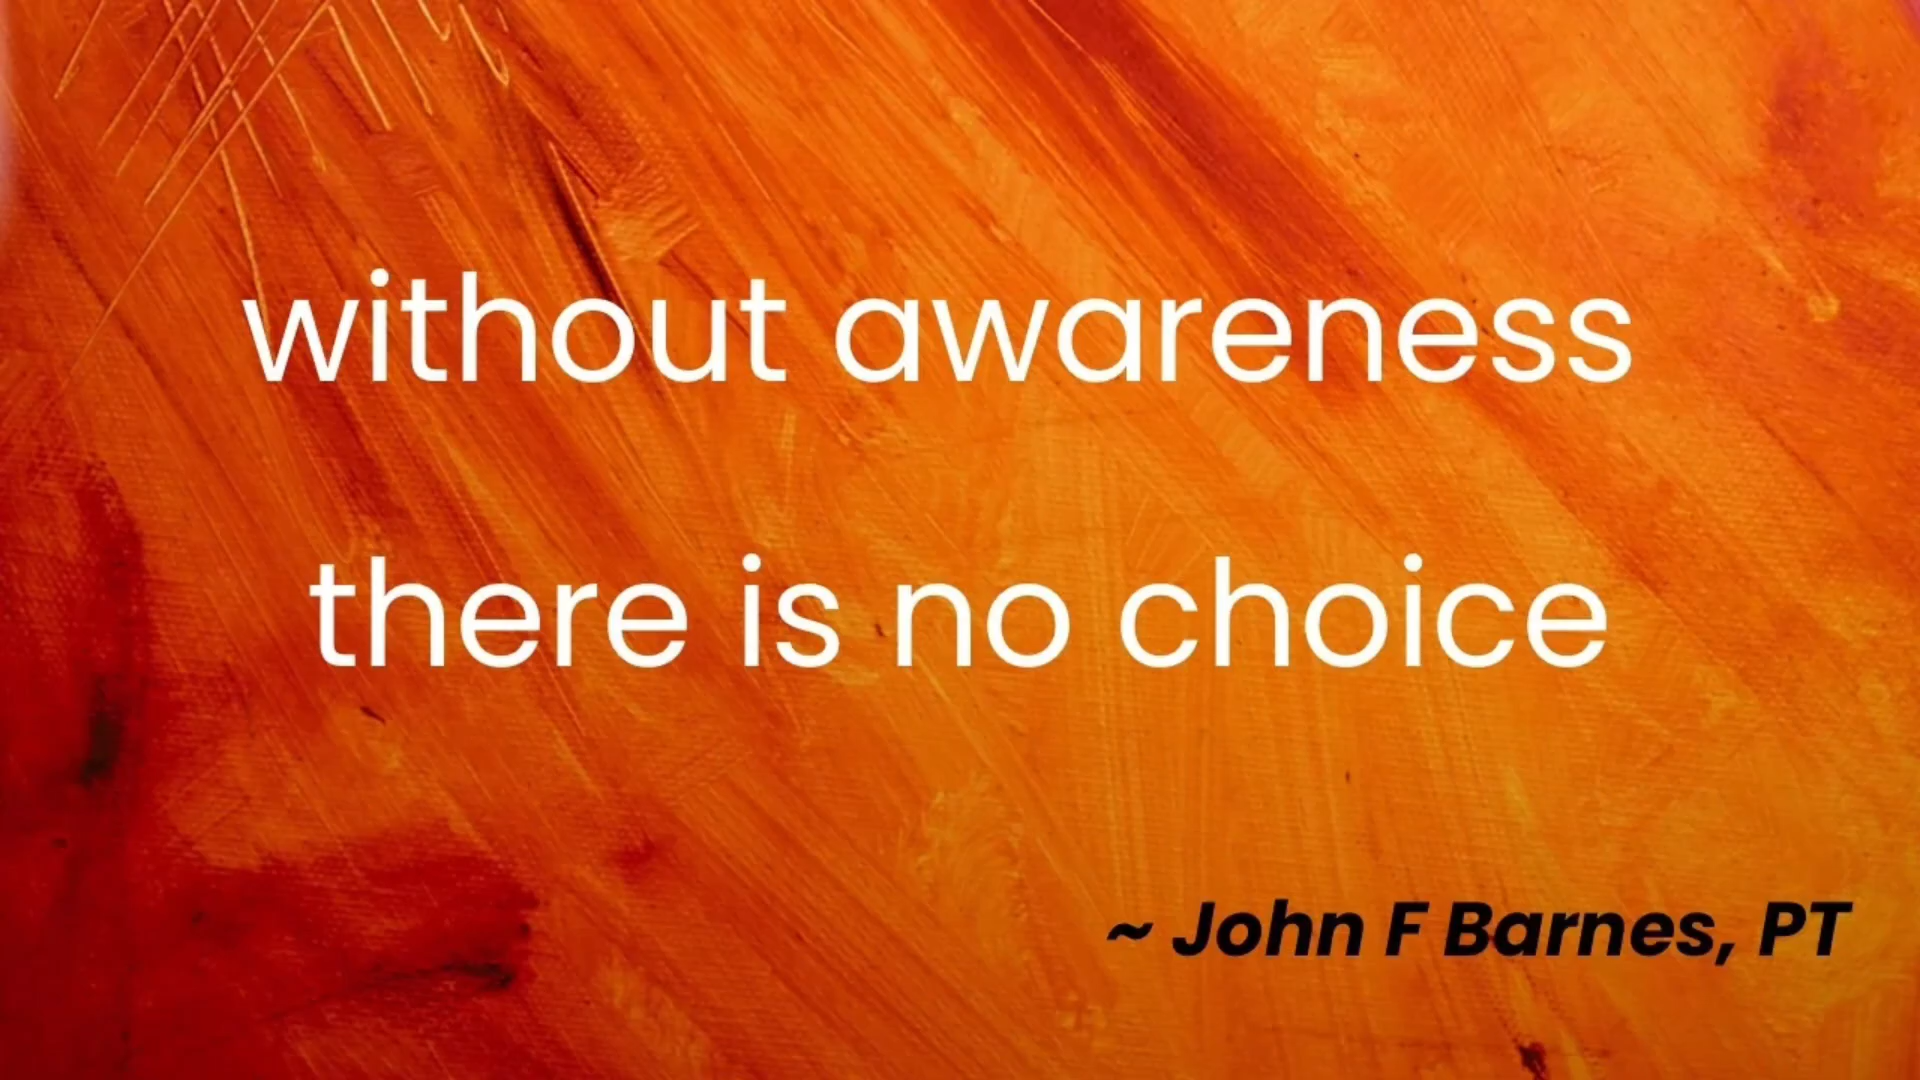 without awareness
there is no choice
~ John F Barnes, PT